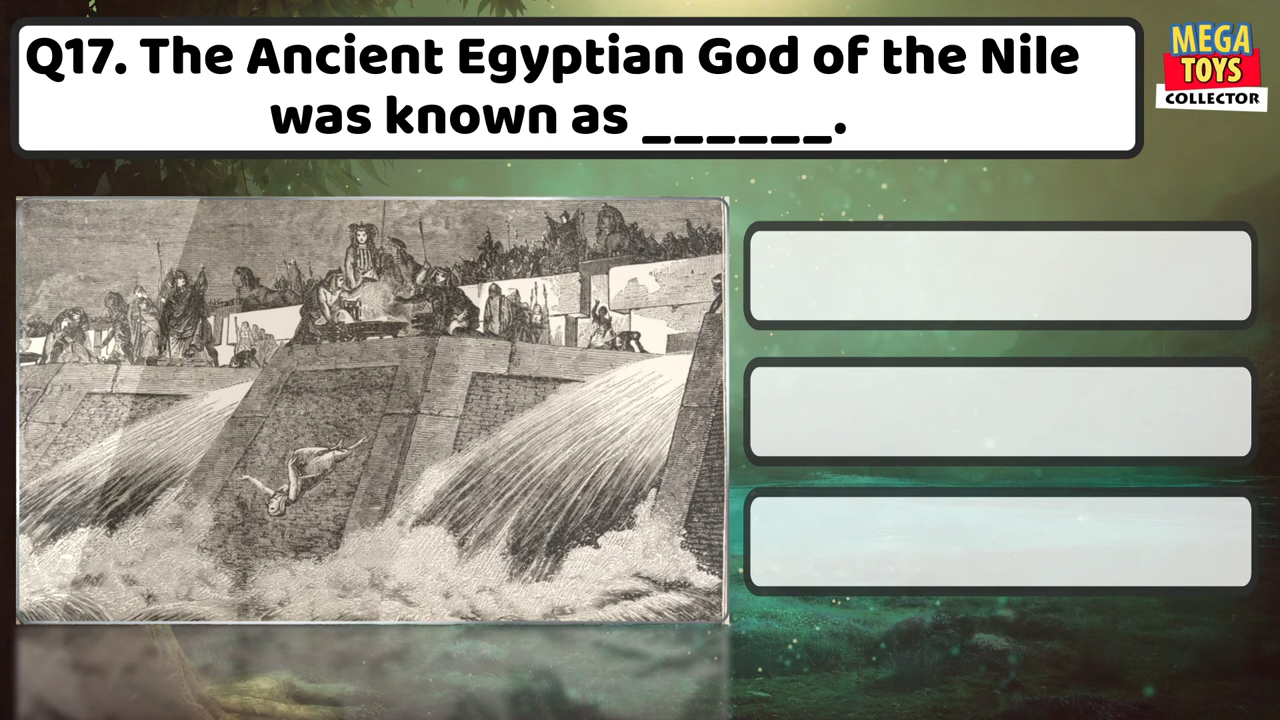 Q17. The Ancient Egyptian God of the Nile
was known as ______.
MEGA
TOYS
COLLECTOR